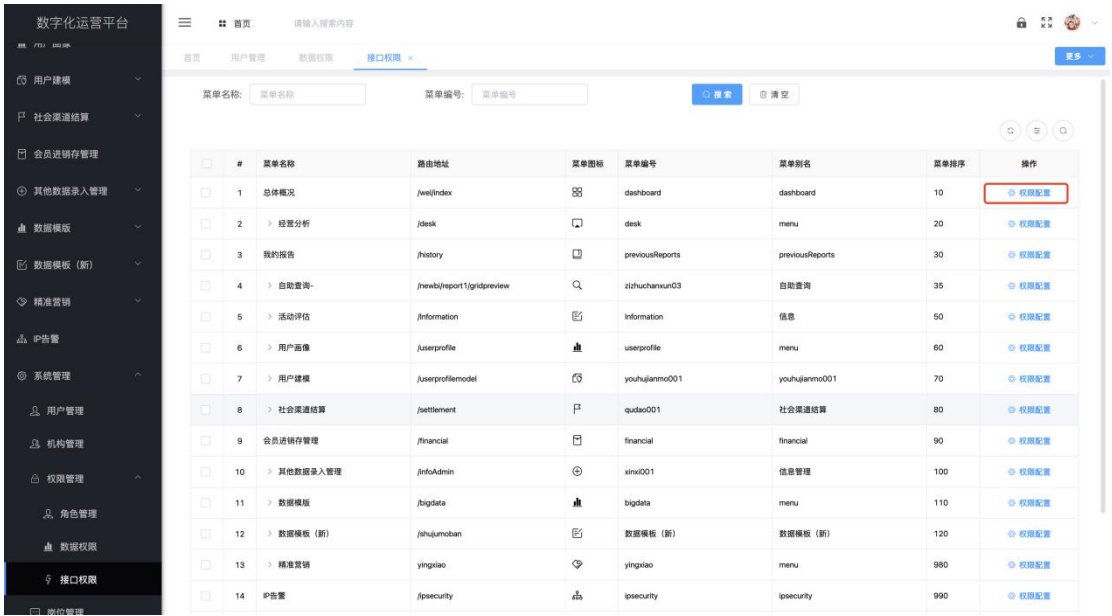 数字化运营平台
首页
请输入搜索内容
用户画像
首页 用户管理 数据权限 接口权限 × 更多
用户建模
社会渠道结算
会员进销存管理
其他数据录入管理
数据模版
数据模板（新）
精准营销
IP告警
系统管理
用户管理
机构管理
权限管理
角色管理
数据权限
接口权限
岗位管理
菜单名称: 菜单名称 菜单编号: 菜单编号 搜索 清空
# 菜单名称 路由地址 菜单图标 菜单编号 菜单别名 菜单排序 操作
1 总体概况 /wel/index dashboard dashboard 10 权限配置
2 > 经营分析 /desk desk menu 20 权限配置
3 我的报告 /history previousReports previousReports 30 权限配置
4 > 自助查询- /newbi/report1/gridpreview zizhuchanxun03 自助查询 35 权限配置
5 > 活动评估 /Information Information 信息 50 权限配置
6 > 用户画像 /userprofile userprofile menu 60 权限配置
7 > 用户建模 /userprofilemodel youhujianmo001 youhujianmo001 70 权限配置
8 > 社会渠道结算 /settlement qudao001 社会渠道结算 80 权限配置
9 会员进销存管理 /financial financial financial 90 权限配置
10 > 其他数据录入管理 /infoAdmin xinxi001 信息管理 100 权限配置
11 > 数据模版 /bigdata bigdata menu 110 权限配置
12 > 数据模板（新） /shujumoban 数据模板（新） 数据模板（新） 120 权限配置
13 > 精准营销 yingxiao yingxiao menu 980 权限配置
14 IP告警 /ipsecurity ipsecurity ipsecurity 990 权限配置